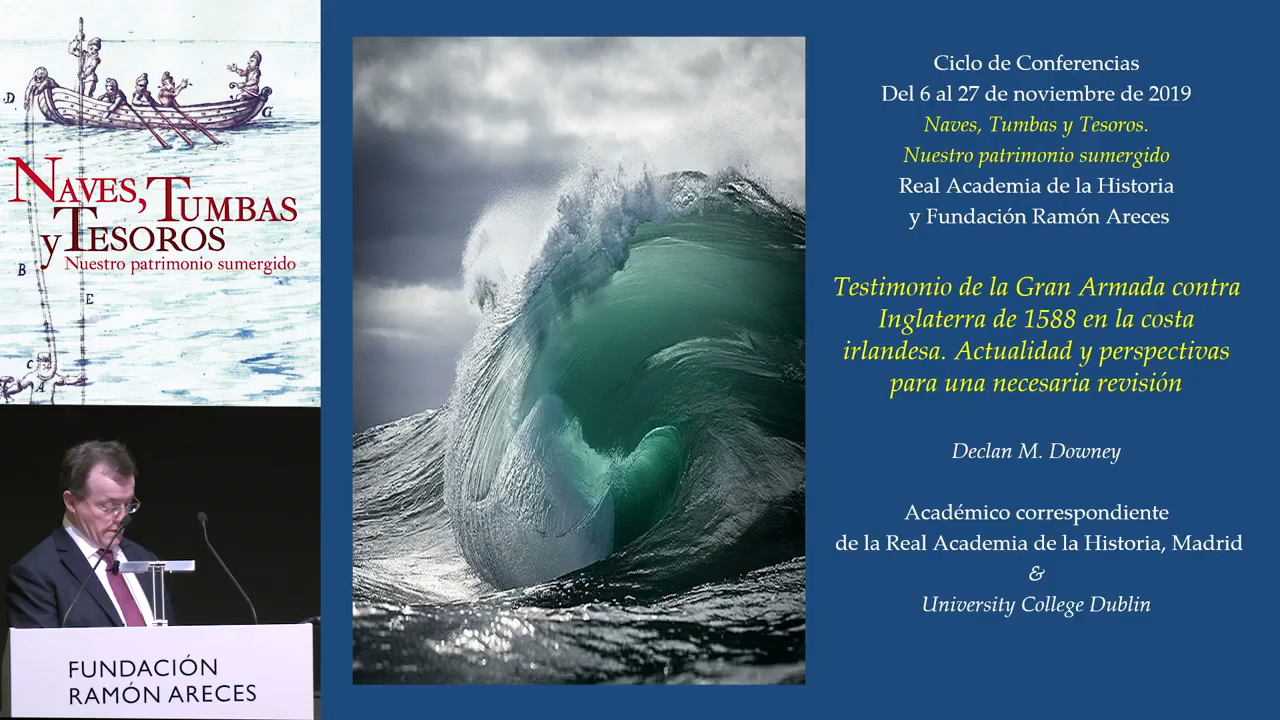 D
G
NAVES, TUMBAS
y TESOROS
Nuestro patrimonio sumergido
B
E
C
A
FUNDACIÓN
RAMÓN ARECES
Ciclo de Conferencias
Del 6 al 27 de noviembre de 2019
Naves, Tumbas y Tesoros.
Nuestro patrimonio sumergido
Real Academia de la Historia
y Fundación Ramón Areces
Testimonio de la Gran Armada contra
Inglaterra de 1588 en la costa
irlandesa. Actualidad y perspectivas
para una necesaria revisión
Declan M. Downey
Académico correspondiente
de la Real Academia de la Historia, Madrid
&
University College Dublin